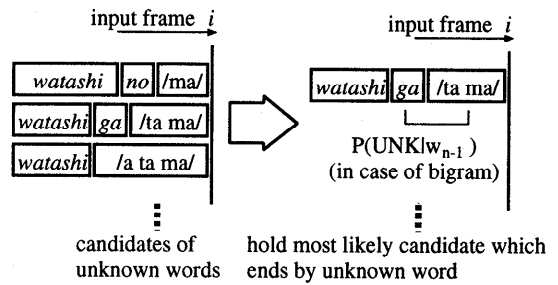 input frame i
watashi no /ma/
watashi ga /ta ma/
watashi /a ta ma/
candidates of
unknown words
input frame i
watashi ga /ta ma/
P(UNK|wn-1 )
(in case of bigram)
hold most likely candidate which
ends by unknown word